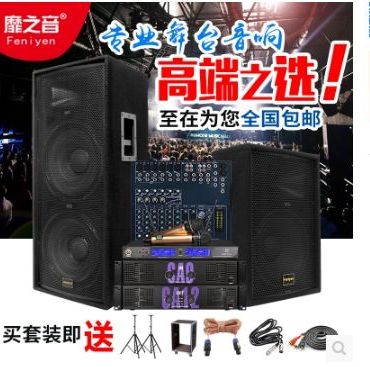 靡之音®
Feniyen
专业舞台音响
高端之选！
至在为您全国包邮
CAC
CA12
买套装即送